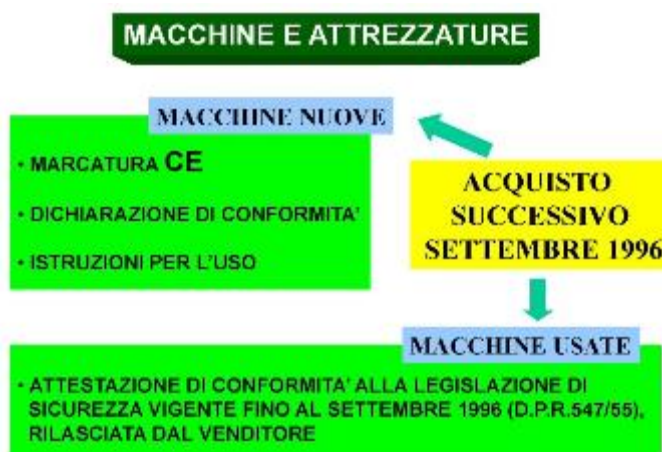 MACCHINE E ATTREZZATURE
MACCHINE NUOVE
• MARCATURA CE
• DICHIARAZIONE DI CONFORMITA'
• ISTRUZIONI PER L'USO
ACQUISTO
SUCCESSIVO
SETTEMBRE 1996
MACCHINE USATE
• ATTESTAZIONE DI CONFORMITA' ALLA LEGISLAZIONE DI
SICUREZZA VIGENTE FINO AL SETTEMBRE 1996 (D.P.R.547/55),
RILASCIATA DAL VENDITORE